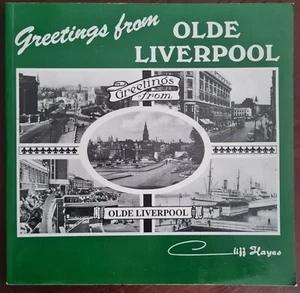 Greetings from
OLDE
LIVERPOOL
Greetings
From
OLDE LIVERPOOL
Cliff Hayes